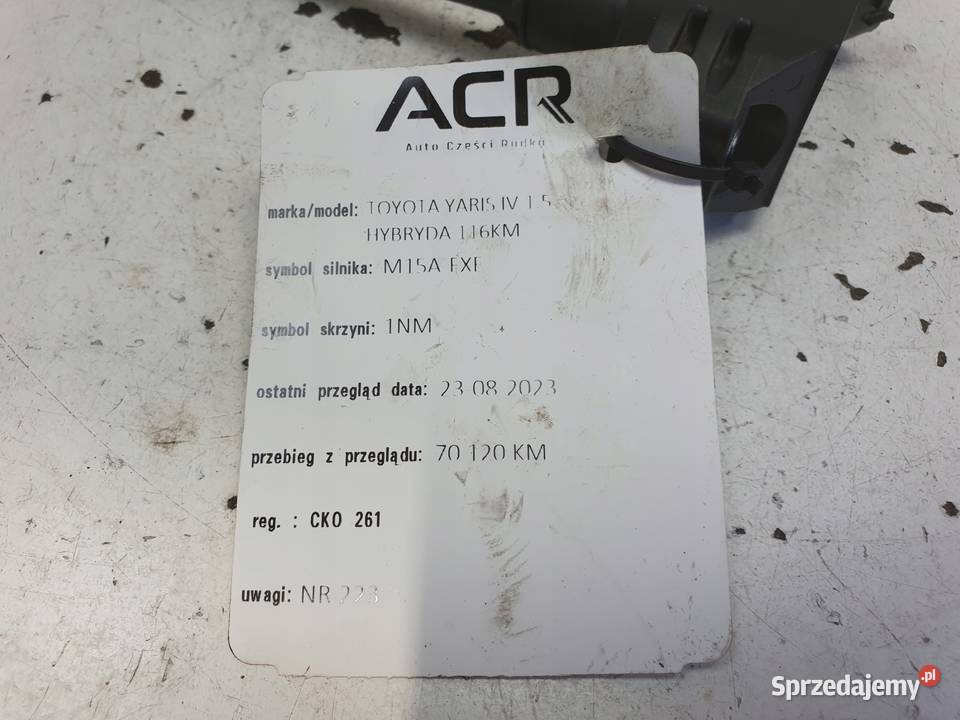 ACR
Auto Części Rudka
marka/model: TOYOTA YARIS IV 1.5
HYBRYDA 116KM
symbol silnika: M15A FXE
symbol skrzyni: 1NM
ostatni przegląd data: 23 08 2023
przebieg z przeglądu: 70 120 KM
reg. : CKO 261
uwagi: NR 223
Sprzedajemy.pl